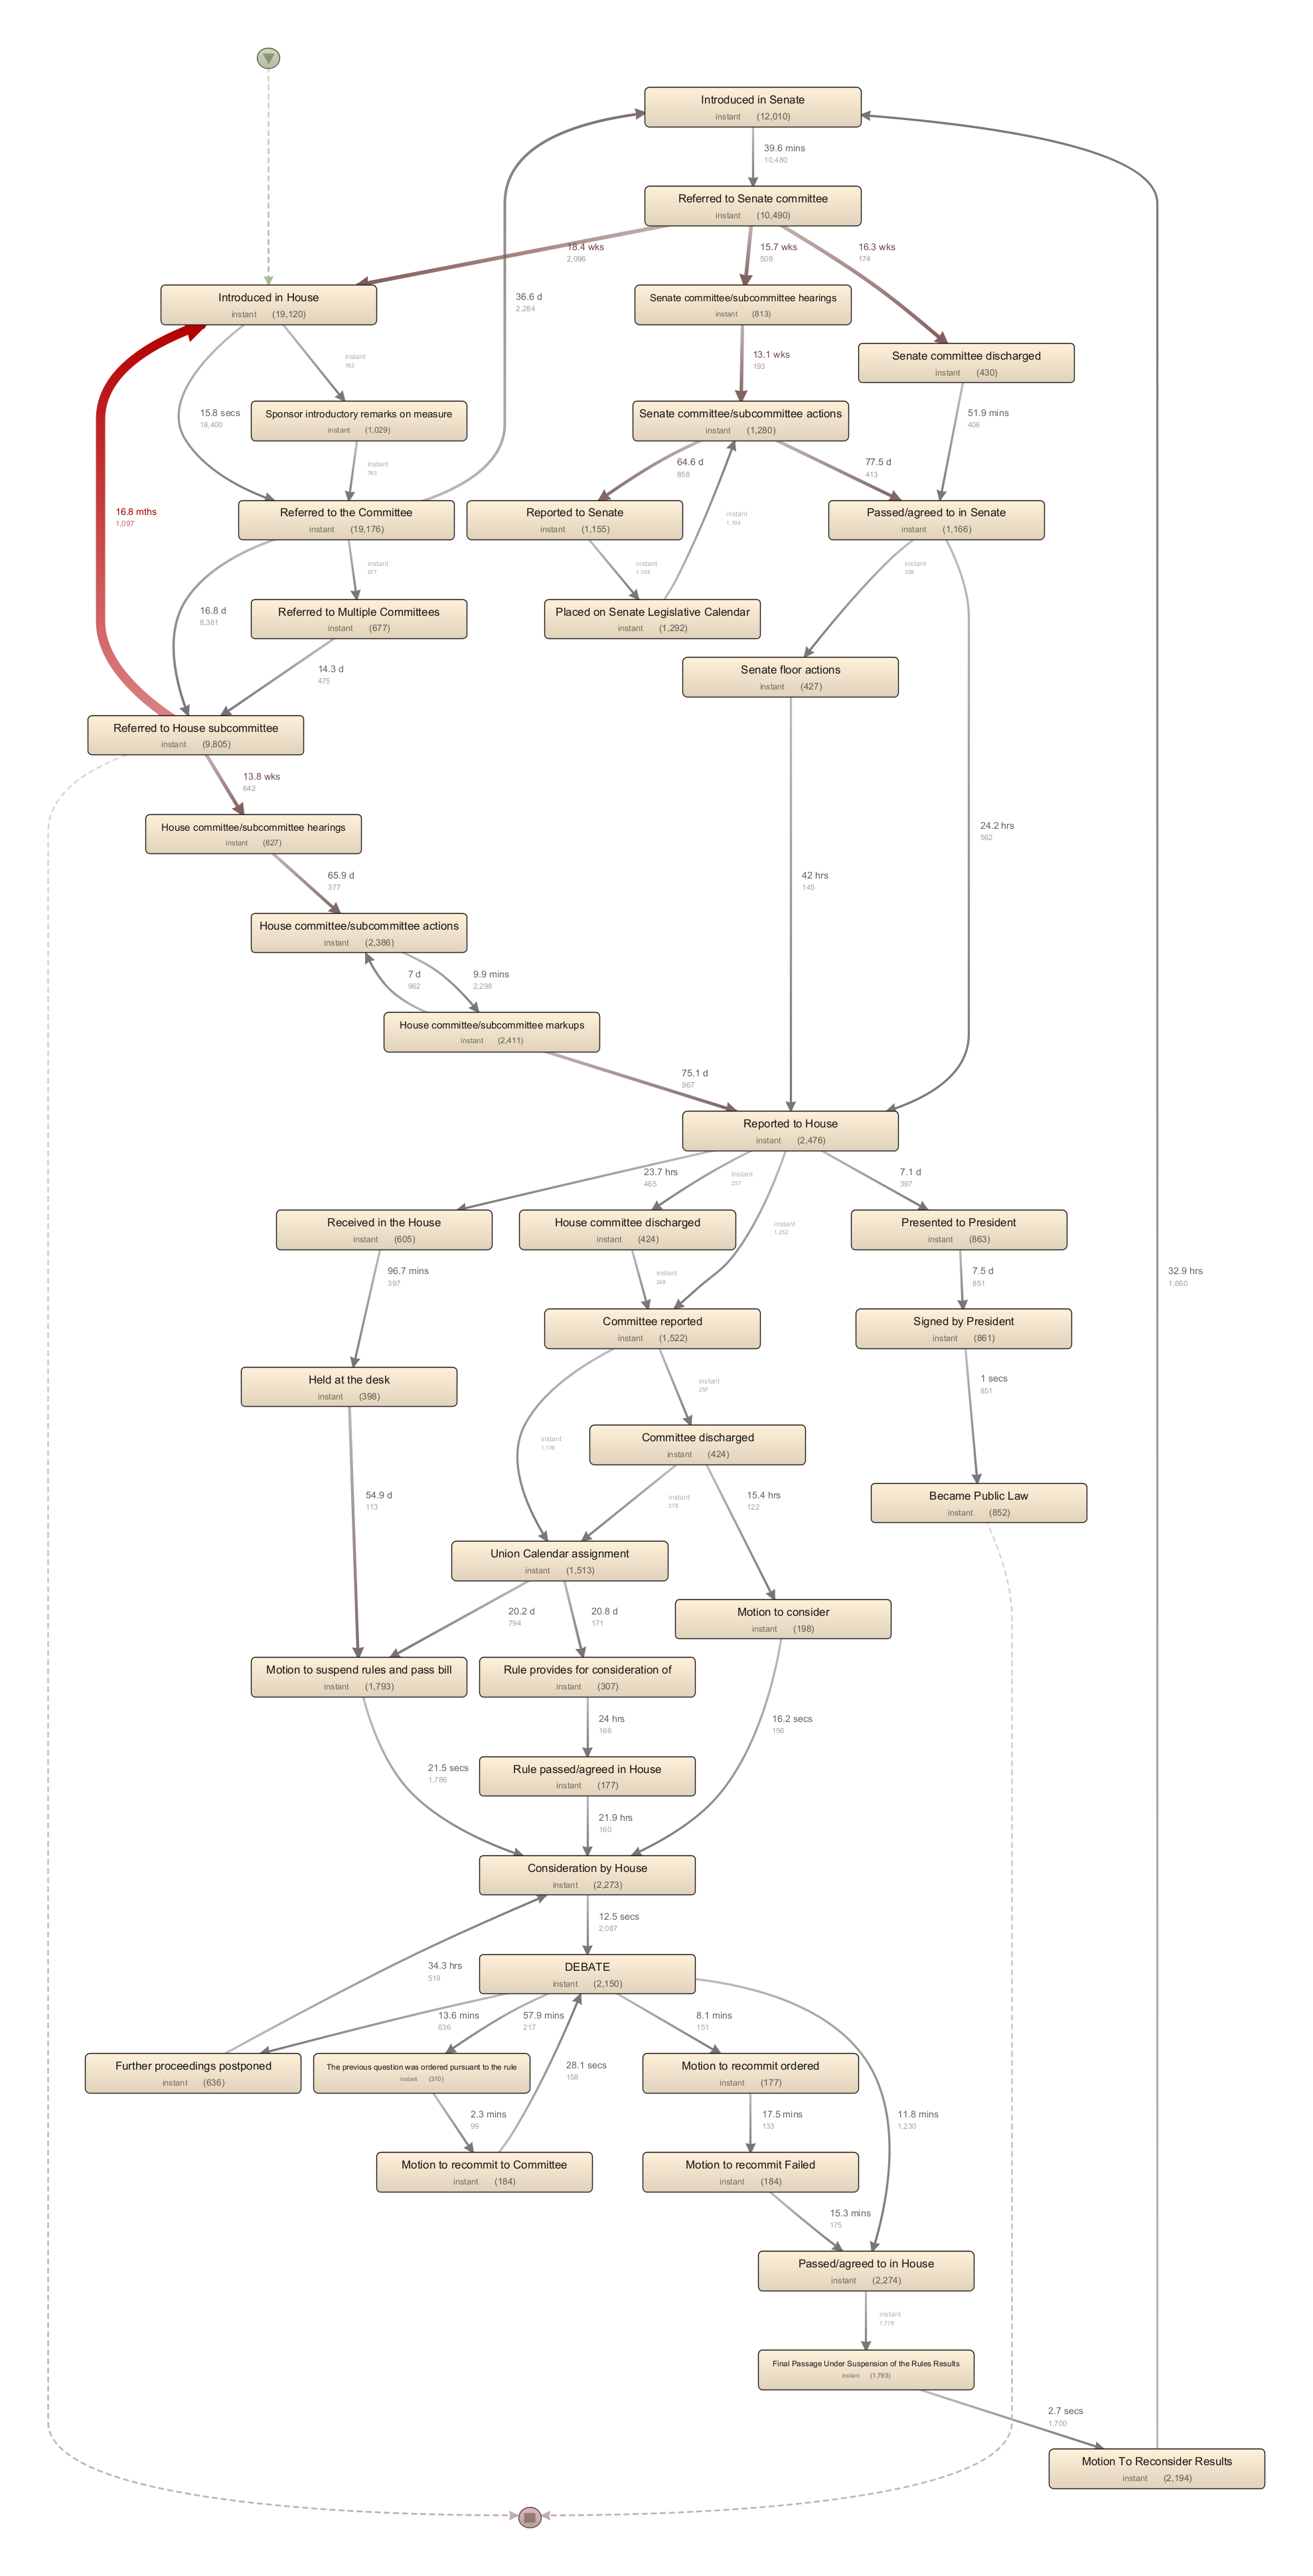 Introduced in Senate
instant (12,010)
39.6 mins
10,480
Referred to Senate committee
instant (10,490)
18.4 wks
2,096
15.7 wks
509
16.3 wks
174
Introduced in House
instant (19,120)
36.6 d
2,284
Senate committee/subcommittee hearings
instant (813)
Senate committee discharged
instant (430)
instant
763
13.1 wks
193
15.8 secs
18,400
Sponsor introductory remarks on measure
instant (1,029)
Senate committee/subcommittee actions
instant (1,280)
51.9 mins
406
instant
763
64.6 d
858
77.5 d
413
16.8 mths
1,097
Referred to the Committee
instant (19,176)
Reported to Senate
instant (1,155)
instant
1,104
Passed/agreed to in Senate
instant (1,166)
instant
677
instant
1,104
instant
398
16.8 d
8,381
Referred to Multiple Committees
instant (677)
Placed on Senate Legislative Calendar
instant (1,292)
14.3 d
475
Senate floor actions
instant (427)
Referred to House subcommittee
instant (9,805)
13.8 wks
642
House committee/subcommittee hearings
instant (827)
24.2 hrs
562
65.9 d
377
42 hrs
145
House committee/subcommittee actions
instant (2,386)
7 d
962
9.9 mins
2,298
House committee/subcommittee markups
instant (2,411)
75.1 d
967
Reported to House
instant (2,476)
23.7 hrs
465
instant
257
7.1 d
397
Received in the House
instant (605)
House committee discharged
instant (424)
instant
1,252
Presented to President
instant (863)
96.7 mins
397
instant
248
7.5 d
851
32.9 hrs
1,660
Committee reported
instant (1,522)
Signed by President
instant (861)
Held at the desk
instant (398)
instant
257
1 secs
851
instant
1,176
Committee discharged
instant (424)
54.9 d
113
instant
278
15.4 hrs
122
Became Public Law
instant (852)
Union Calendar assignment
instant (1,513)
20.2 d
794
20.8 d
171
Motion to consider
instant (198)
Motion to suspend rules and pass bill
instant (1,793)
Rule provides for consideration of
instant (307)
24 hrs
166
16.2 secs
156
21.5 secs
1,786
Rule passed/agreed in House
instant (177)
21.9 hrs
160
Consideration by House
instant (2,273)
12.5 secs
2,087
34.3 hrs
519
DEBATE
instant (2,150)
13.6 mins
636
57.9 mins
217
8.1 mins
151
Further proceedings postponed
instant (636)
The previous question was ordered pursuant to the rule
instant (310)
28.1 secs
158
Motion to recommit ordered
instant (177)
2.3 mins
99
17.5 mins
133
11.8 mins
1,230
Motion to recommit to Committee
instant (184)
Motion to recommit Failed
instant (184)
15.3 mins
175
Passed/agreed to in House
instant (2,274)
instant
1,778
Final Passage Under Suspension of the Rules Results
instant (1,793)
2.7 secs
1,700
Motion To Reconsider Results
instant (2,194)